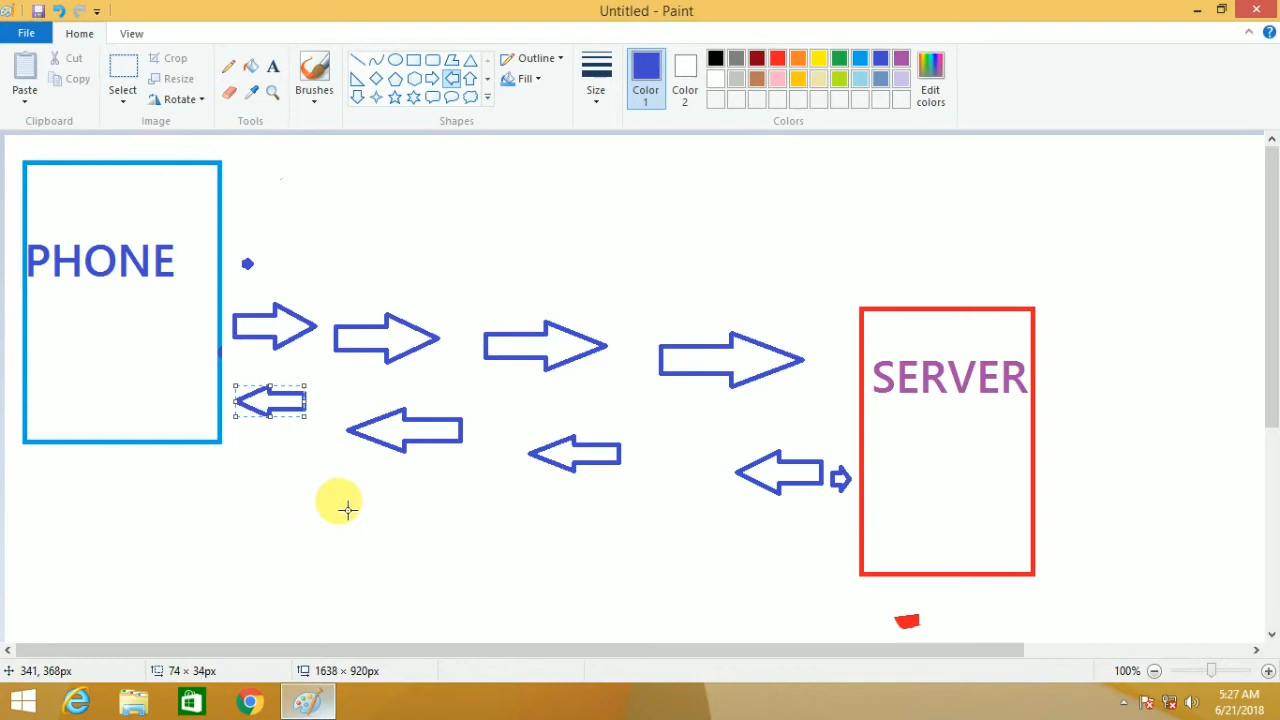 Untitled - Paint
File
Home
View
Paste
Cut
Copy
Clipboard
Select
Crop
Resize
Rotate
Image
A
Tools
Brushes
Outline
Fill
Shapes
Size
Color
1
Color
2
Edit
colors
Colors
PHONE
SERVER
341, 368px
74 × 34px
1638 × 920px
100%
5:27 AM
6/21/2018